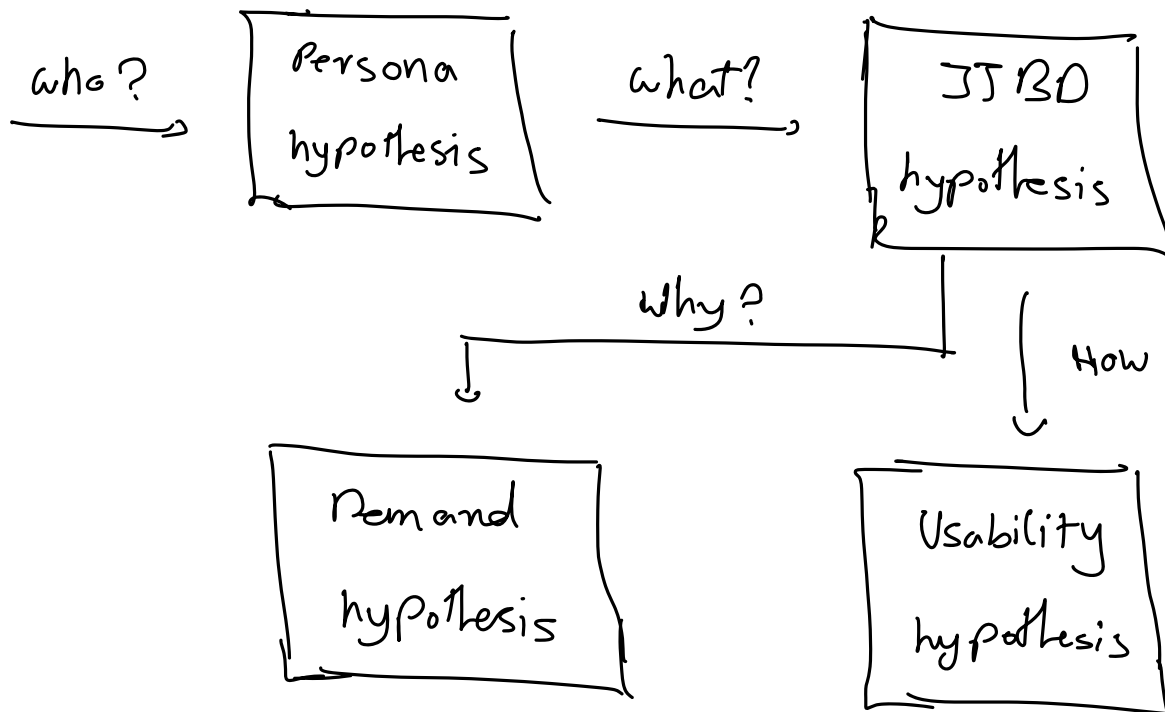 who?
Persona
hypothesis
what?
JTBD
hypothesis
Why?
How
Demand
hypothesis
Usability
hypothesis